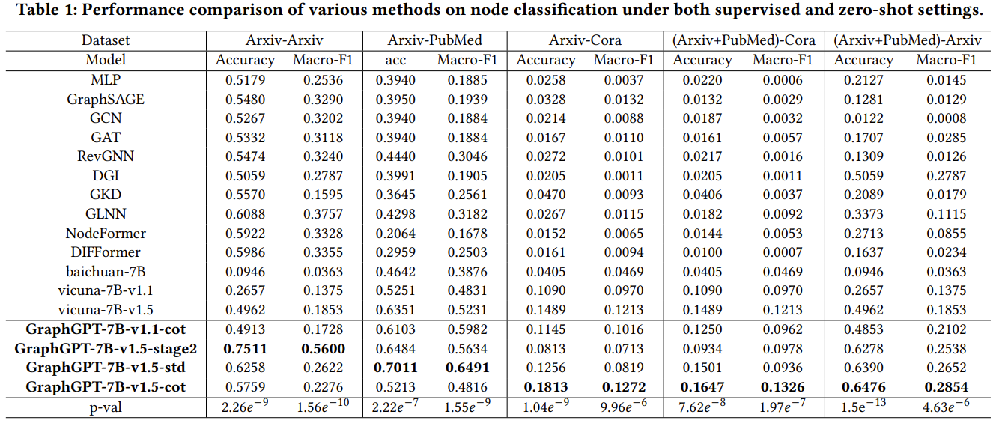 Table 1: Performance comparison of various methods on node classification under both supervised and zero-shot settings.
Dataset Arxiv-Arxiv Arxiv-PubMed Arxiv-Cora (Arxiv+PubMed)-Cora (Arxiv+PubMed)-Arxiv
Model Accuracy Macro-F1 acc Macro-F1 Accuracy Macro-F1 Accuracy Macro-F1 Accuracy Macro-F1
MLP 0.5179 0.2536 0.3940 0.1885 0.0258 0.0037 0.0220 0.0006 0.2127 0.0145
GraphSAGE 0.5480 0.3290 0.3950 0.1939 0.0328 0.0132 0.0132 0.0029 0.1281 0.0129
GCN 0.5267 0.3202 0.3940 0.1884 0.0214 0.0088 0.0187 0.0032 0.0122 0.0008
GAT 0.5332 0.3118 0.3940 0.1884 0.0167 0.0110 0.0161 0.0057 0.1707 0.0285
RevGNN 0.5474 0.3240 0.4440 0.3046 0.0272 0.0101 0.0217 0.0016 0.1309 0.0126
DGI 0.5059 0.2787 0.3991 0.1905 0.0205 0.0011 0.0205 0.0011 0.5059 0.2787
GKD 0.5570 0.1595 0.3645 0.2561 0.0470 0.0093 0.0406 0.0037 0.2089 0.0179
GLNN 0.6088 0.3757 0.4298 0.3182 0.0267 0.0115 0.0182 0.0092 0.3373 0.1115
NodeFormer 0.5922 0.3328 0.2064 0.1678 0.0152 0.0065 0.0144 0.0053 0.2713 0.0855
DIFFormer 0.5986 0.3355 0.2959 0.2503 0.0161 0.0094 0.0100 0.0007 0.1637 0.0234
baichuan-7B 0.0946 0.0363 0.4642 0.3876 0.0405 0.0469 0.0405 0.0469 0.0946 0.0363
vicuna-7B-v1.1 0.2657 0.1375 0.5251 0.4831 0.1090 0.0970 0.1090 0.0970 0.2657 0.1375
vicuna-7B-v1.5 0.4962 0.1853 0.6351 0.5231 0.1489 0.1213 0.1489 0.1213 0.4962 0.1853
GraphGPT-7B-v1.1-cot 0.4913 0.1728 0.6103 0.5982 0.1145 0.1016 0.1250 0.0962 0.4853 0.2102
GraphGPT-7B-v1.5-stage2 0.7511 0.5600 0.6484 0.5634 0.0813 0.0713 0.0934 0.0978 0.6278 0.2538
GraphGPT-7B-v1.5-std 0.6258 0.2622 0.7011 0.6491 0.1256 0.0819 0.1501 0.0936 0.6390 0.2652
GraphGPT-7B-v1.5-cot 0.5759 0.2276 0.5213 0.4816 0.1813 0.1272 0.1647 0.1326 0.6476 0.2854
p-val 2.26e⁻⁹ 1.56e⁻¹⁰ 2.22e⁻⁷ 1.55e⁻⁹ 1.04e⁻⁹ 9.96e⁻⁶ 7.62e⁻⁸ 1.97e⁻⁷ 1.5e⁻¹³ 4.63e⁻⁶